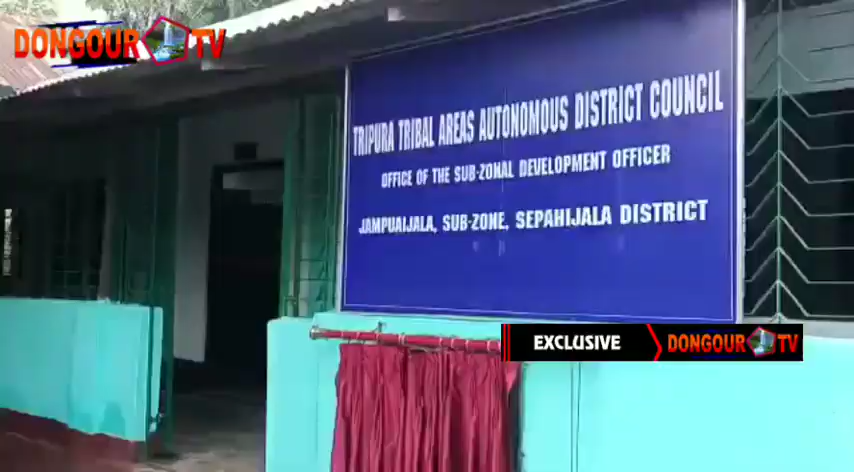 DONGOUR TV
TRIPURA TRIBAL AREAS AUTONOMOUS DISTRICT COUNCIL
OFFICE OF THE SUB-ZONAL DEVELOPMENT OFFICER
JAMPUAIJALA, SUB-ZONE, SEPAHIJALA DISTRICT
EXCLUSIVE DONGOUR TV